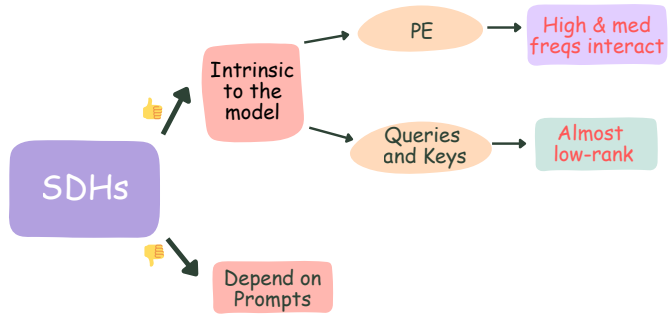 SDHs
Intrinsic
to the
model
PE
High & med
freqs interact
Queries
and Keys
Almost
low-rank
Depend on
Prompts